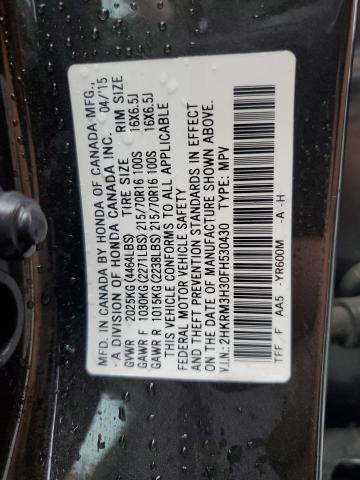 MFD. IN CANADA BY HONDA OF CANADA MFG.,
- A DIVISION OF HONDA CANADA INC. 04/15
GVWR 2025KG (4464LBS) TIRE SIZE RIM SIZE
GAWR F 1030KG (2271LBS) 215/70R16 100S 16X6.5J
GAWR R 1015KG (2238LBS) 215/70R16 100S 16X6.5J
THIS VEHICLE CONFORMS TO ALL APPLICABLE
FEDERAL MOTOR VEHICLE SAFETY
AND THEFT PREVENTION STANDARDS IN EFFECT
ON THE DATE OF MANUFACTURE SHOWN ABOVE.
V.I.N.: 2HKRM3H30FH530430 TYPE: MPV
TFF F AA5 -YR600M -A -H